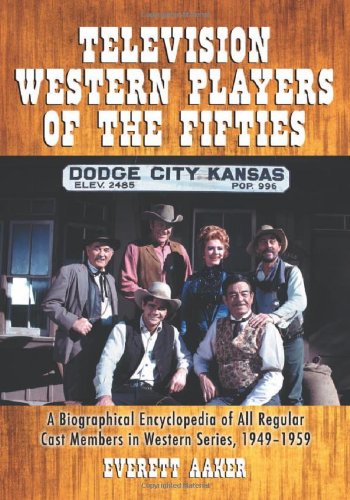 TELEVISION
WESTERN PLAYERS
OF THE FIFTIES
DODGE CITY KANSAS
ELEV. 2485 POP. 996
A Biographical Encyclopedia of All Regular
Cast Members in Western Series, 1949–1959
EVERETT AAKER